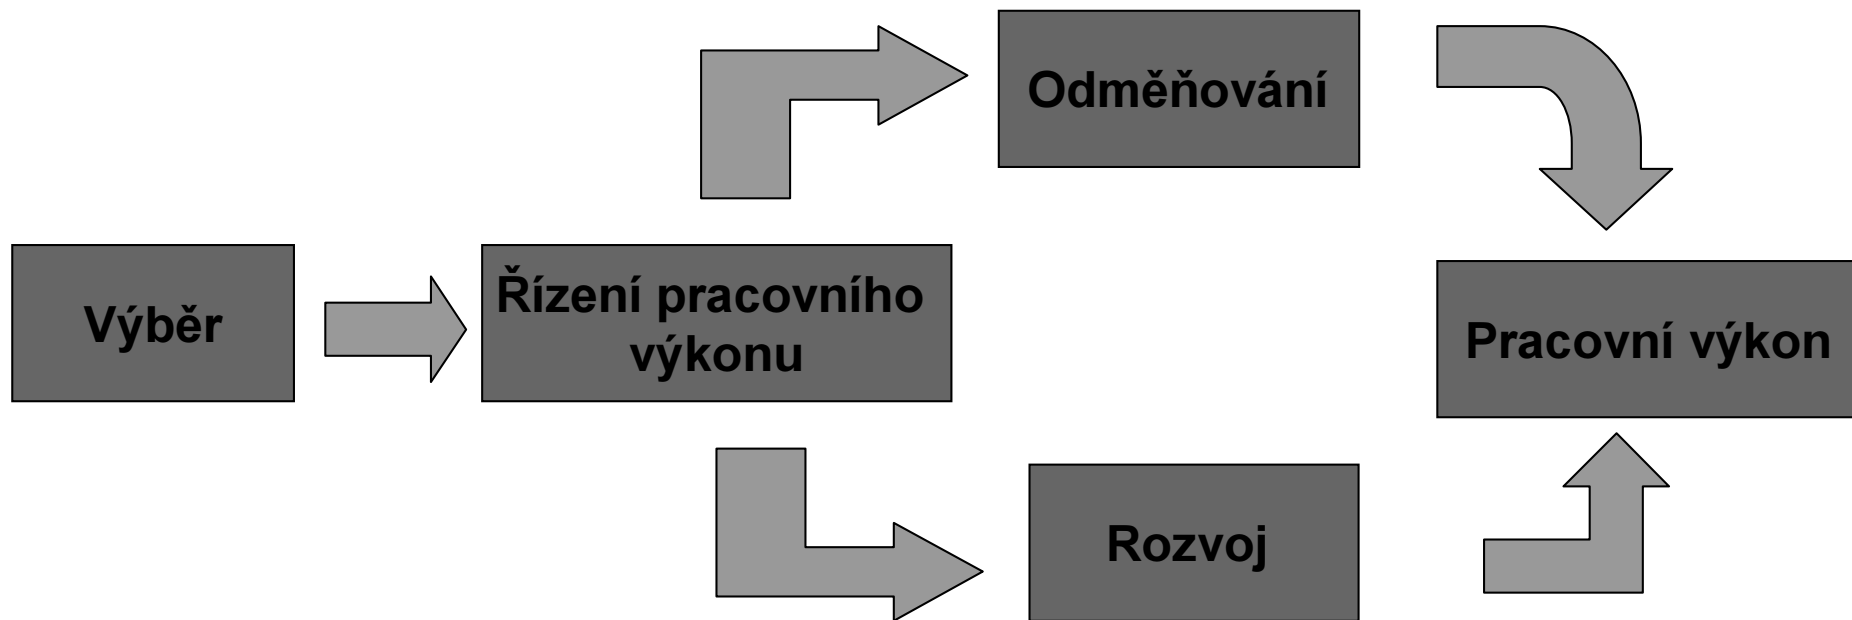 Odměňování
Výběr
Řízení pracovního
výkonu
Pracovní výkon
Rozvoj